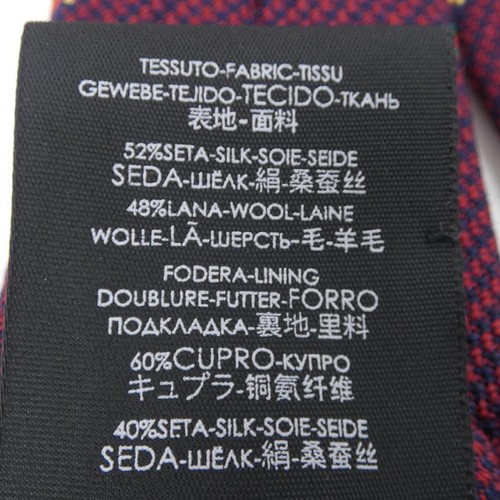 TESSUTO-FABRIC-TISSU
GEWEBE-TEJIDO-TECIDO-ТКАНЬ
表地-面料
52%SETA-SILK-SOIE-SEIDE
SEDA-ШЁЛК-絹-桑蚕丝
48%LANA-WOOL-LAINE
WOLLE-LÃ-ШЕРСТЬ-毛-羊毛
FODERA-LINING
DOUBLURE-FUTTER-FORRO
ПОДКЛАДКА-裏地-里料
60%CUPRO-КУПРО
キュプラ-铜氨纤维
40%SETA-SILK-SOIE-SEIDE
SEDA-ШЁЛК-絹-桑蚕丝